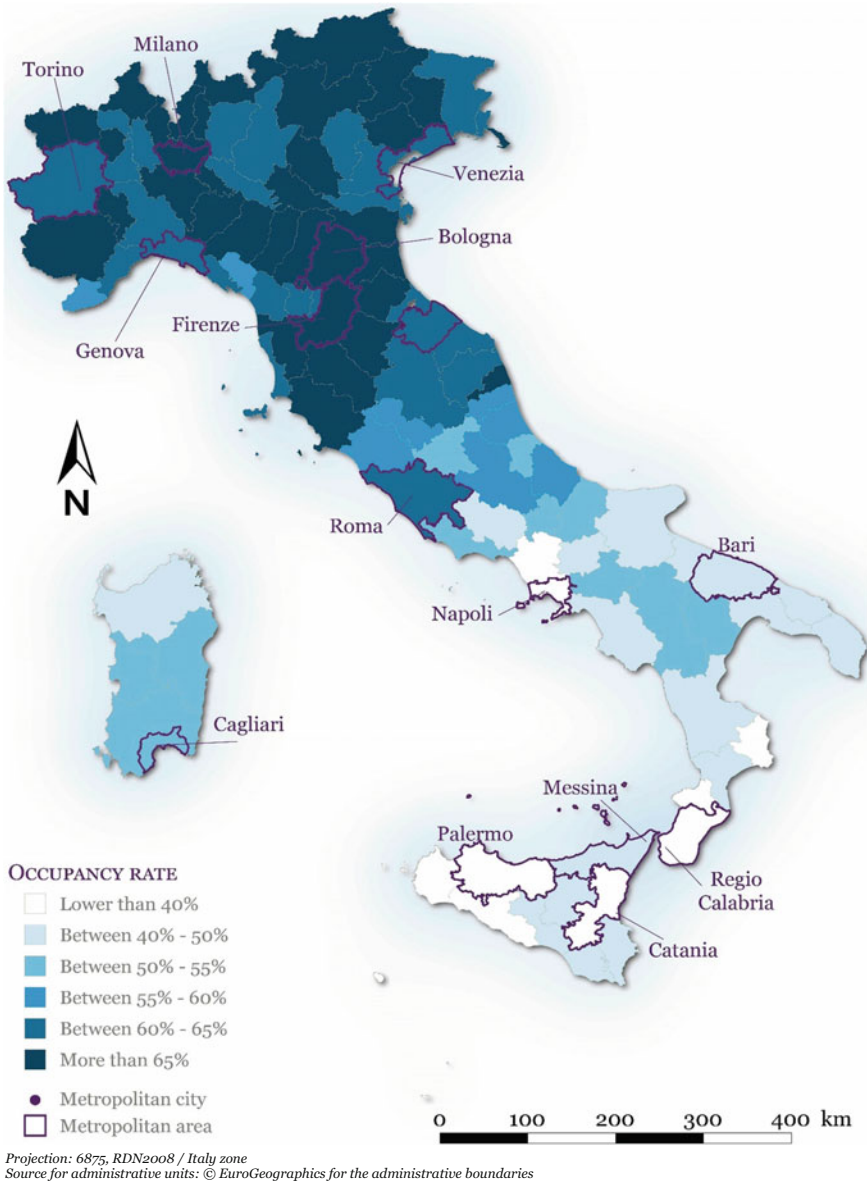 Milano
Torino
Venezia
Bologna
Firenze
Genova
N
Roma
Bari
Napoli
Cagliari
Messina
Palermo
Regio
Calabria
Catania
OCCUPANCY RATE
Lower than 40%
Between 40% - 50%
Between 50% - 55%
Between 55% - 60%
Between 60% - 65%
More than 65%
Metropolitan city
Metropolitan area
0 100 200 300 400 km
Projection: 6875, RDN2008 / Italy zone
Source for administrative units: © EuroGeographics for the administrative boundaries